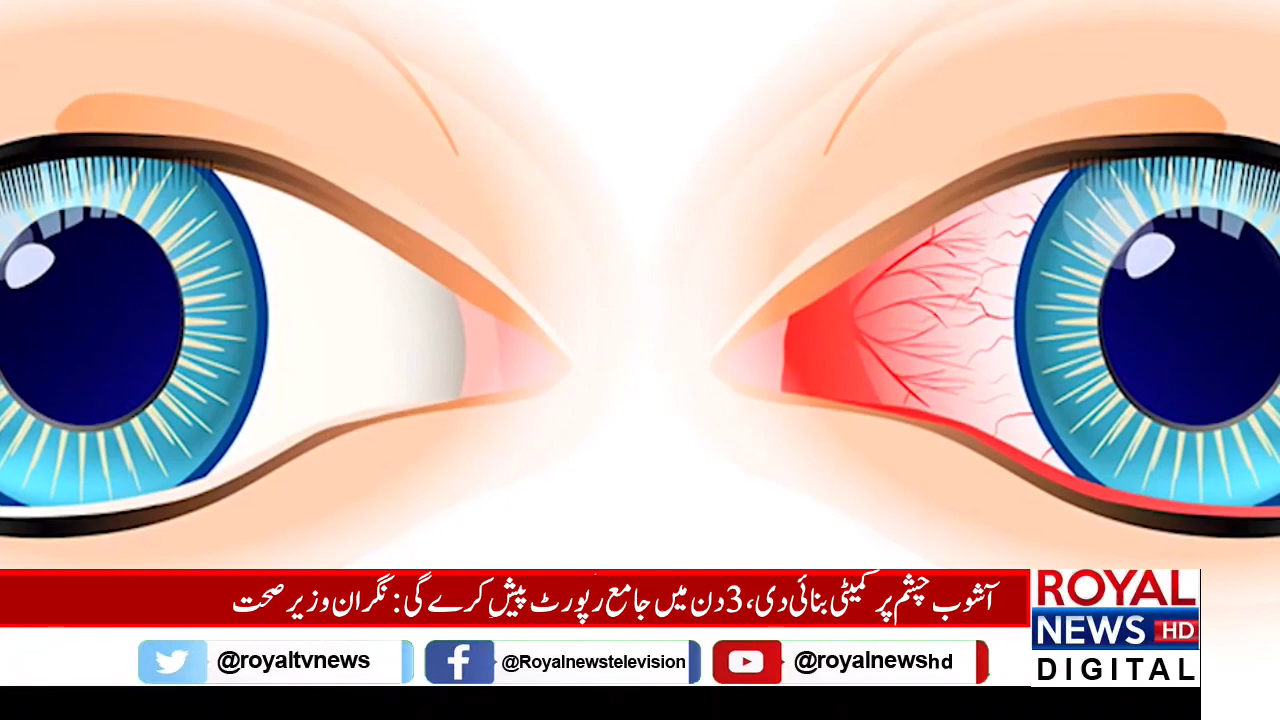 آشوب چشم پر کمیٹی بنائی دی، 3 دن میں جامع رپورٹ پیش کرے گی: نگران وزیر صحت
ROYAL
NEWS HD
DIGITAL
@royaltvnews
@Royalnewstelevision
@royalnewshd